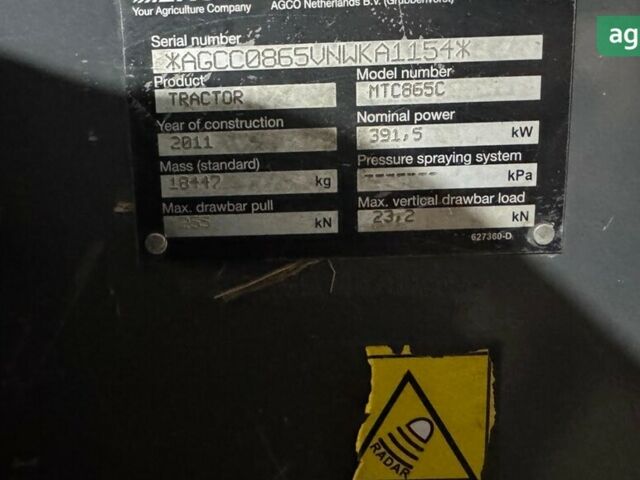 Your Agriculture Company AGCO Netherlands B.V. (Grubbenvorst)
Serial number
*AGCC0865VNWKA1154*
Product Model number
TRACTOR MTC865C
Year of construction Nominal power
2011 391,5 kW
Mass (standard) Pressure spraying system
18447 kg ------- kPa
Max. drawbar pull Max. vertical drawbar load
kN 23,2 kN
627360-D
ag
RADAR